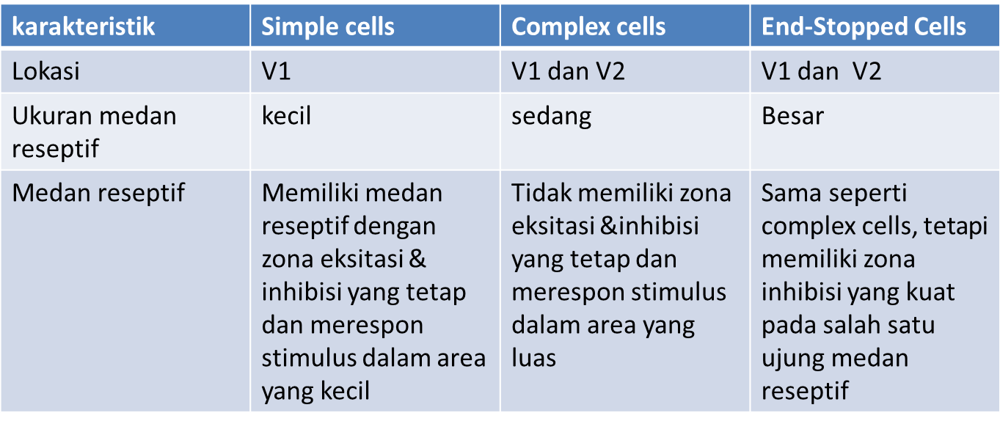 karakteristik Simple cells Complex cells End-Stopped Cells
Lokasi V1 V1 dan V2 V1 dan V2
Ukuran medan reseptif kecil sedang Besar
Medan reseptif
Memiliki medan
reseptif dengan
zona eksitasi &
inhibisi yang tetap
dan merespon
stimulus dalam area
yang kecil
Tidak memiliki zona
eksitasi &inhibisi
yang tetap dan
merespon stimulus
dalam area yang
luas
Sama seperti
complex cells, tetapi
memiliki zona
inhibisi yang kuat
pada salah satu
ujung medan
reseptif